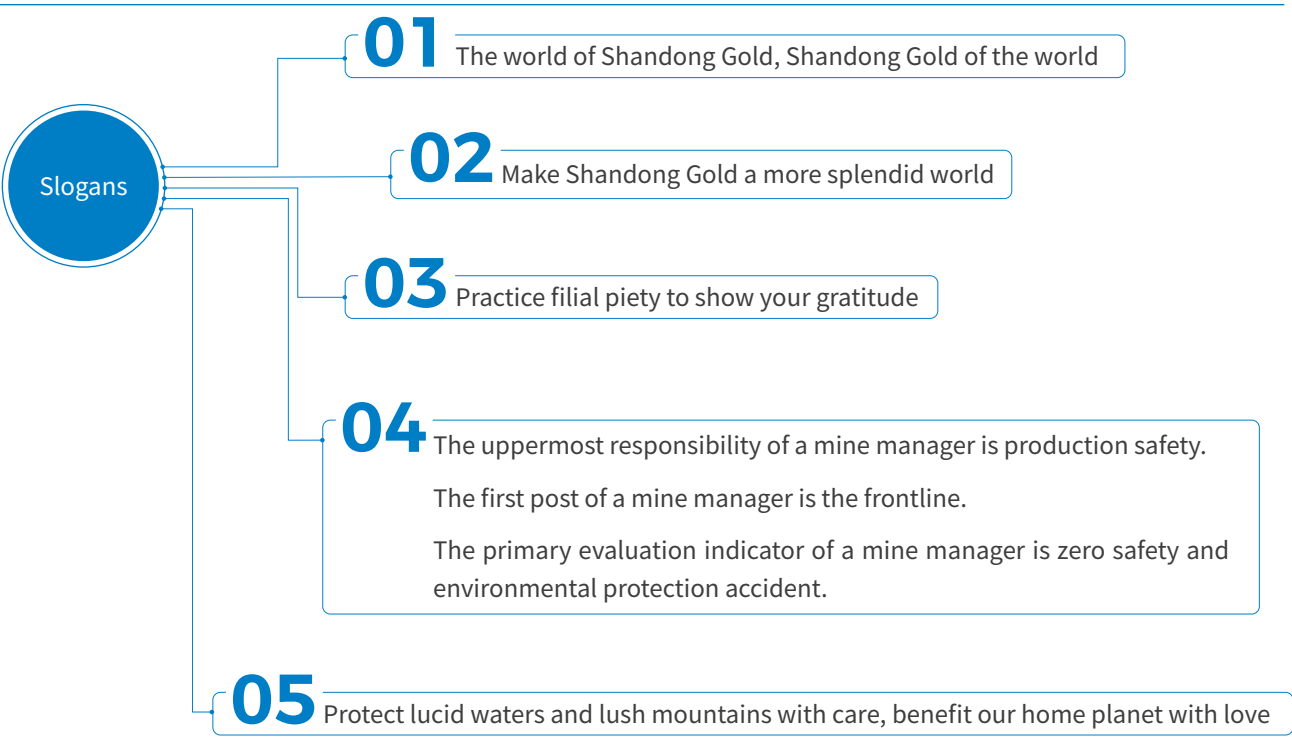 01
The world of Shandong Gold, Shandong Gold of the world
02
Make Shandong Gold a more splendid world
Slogans
03
Practice filial piety to show your gratitude
04
The uppermost responsibility of a mine manager is production safety.
The first post of a mine manager is the frontline.
The primary evaluation indicator of a mine manager is zero safety and
environmental protection accident.
05
Protect lucid waters and lush mountains with care, benefit our home planet with love